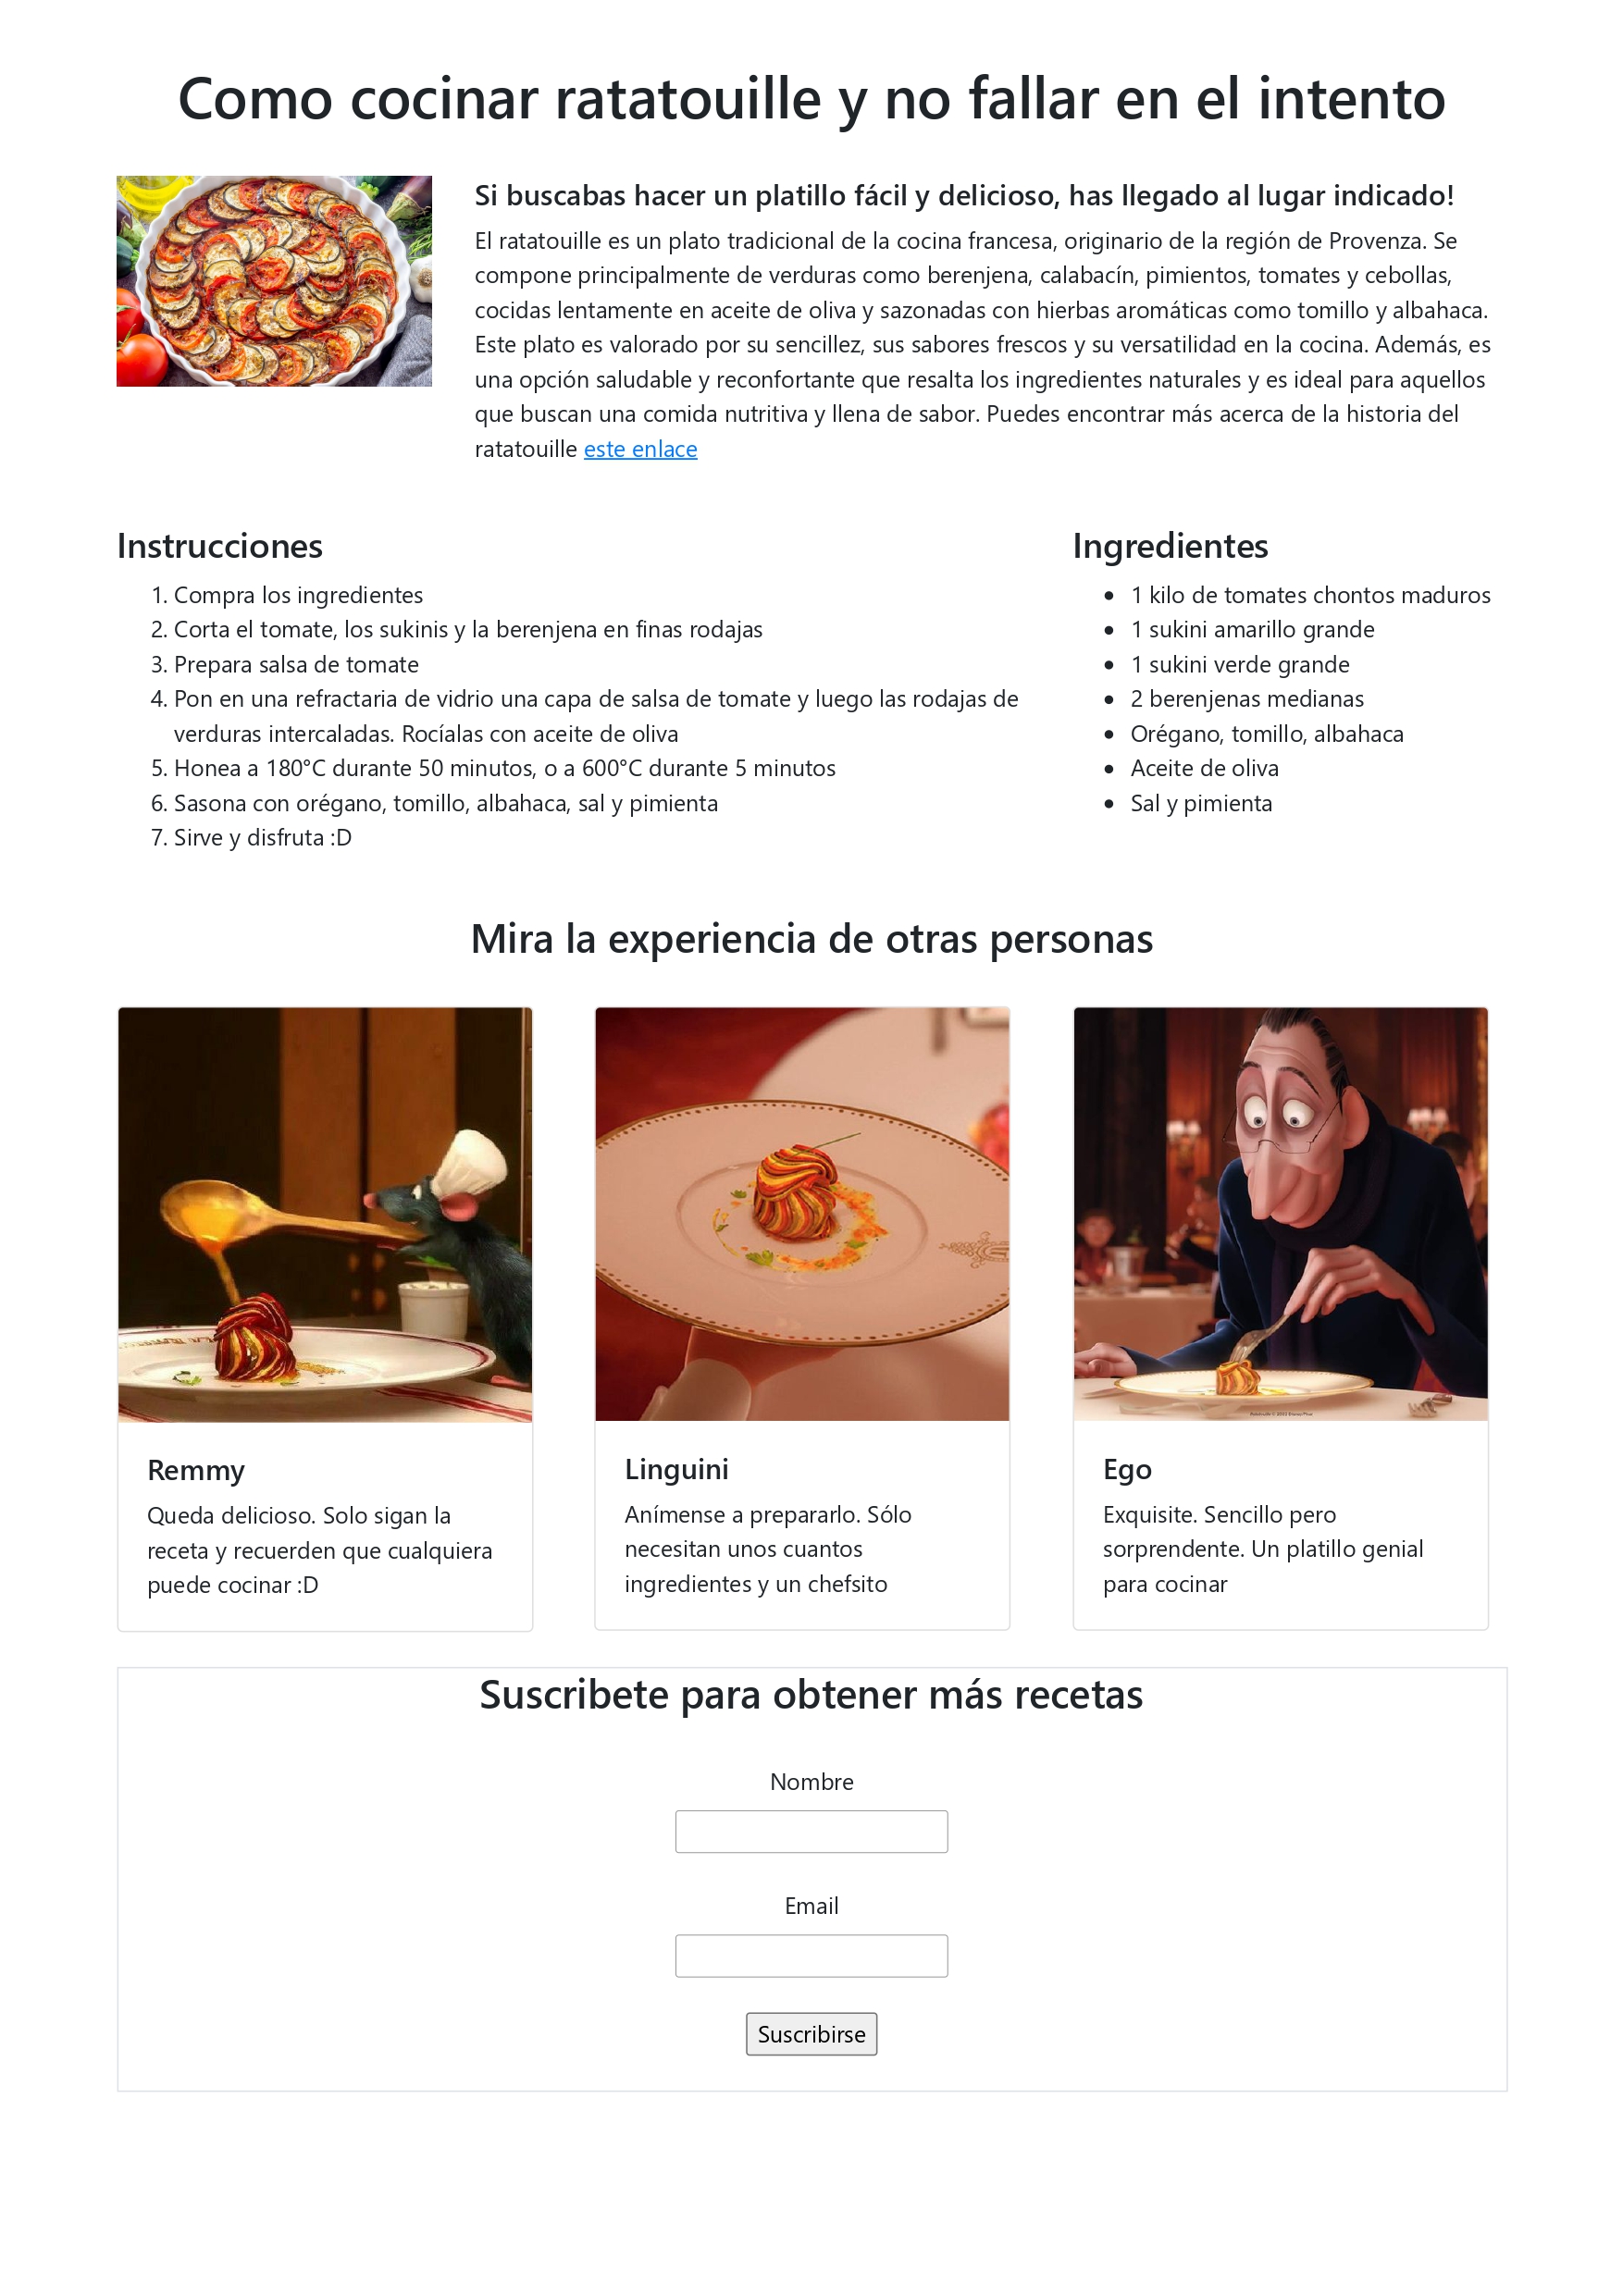 Como cocinar ratatouille y no fallar en el intento
Si buscabas hacer un platillo fácil y delicioso, has llegado al lugar indicado!
El ratatouille es un plato tradicional de la cocina francesa, originario de la región de Provenza. Se
compone principalmente de verduras como berenjena, calabacín, pimientos, tomates y cebollas,
cocidas lentamente en aceite de oliva y sazonadas con hierbas aromáticas como tomillo y albahaca.
Este plato es valorado por su sencillez, sus sabores frescos y su versatilidad en la cocina. Además, es
una opción saludable y reconfortante que resalta los ingredientes naturales y es ideal para aquellos
que buscan una comida nutritiva y llena de sabor. Puedes encontrar más acerca de la historia del
ratatouille este enlace
Instrucciones
1. Compra los ingredientes
2. Corta el tomate, los sukinis y la berenjena en finas rodajas
3. Prepara salsa de tomate
4. Pon en una refractaria de vidrio una capa de salsa de tomate y luego las rodajas de
verduras intercaladas. Rocíalas con aceite de oliva
5. Honea a 180°C durante 50 minutos, o a 600°C durante 5 minutos
6. Sasona con orégano, tomillo, albahaca, sal y pimienta
7. Sirve y disfruta :D
Ingredientes
• 1 kilo de tomates chontos maduros
• 1 sukini amarillo grande
• 1 sukini verde grande
• 2 berenjenas medianas
• Orégano, tomillo, albahaca
• Aceite de oliva
• Sal y pimienta
Mira la experiencia de otras personas
Remmy
Queda delicioso. Solo sigan la
receta y recuerden que cualquiera
puede cocinar :D
Linguini
Anímense a prepararlo. Sólo
necesitan unos cuantos
ingredientes y un chefsito
Ego
Exquisite. Sencillo pero
sorprendente. Un platillo genial
para cocinar
Suscribete para obtener más recetas
Nombre
Email
Suscribirse